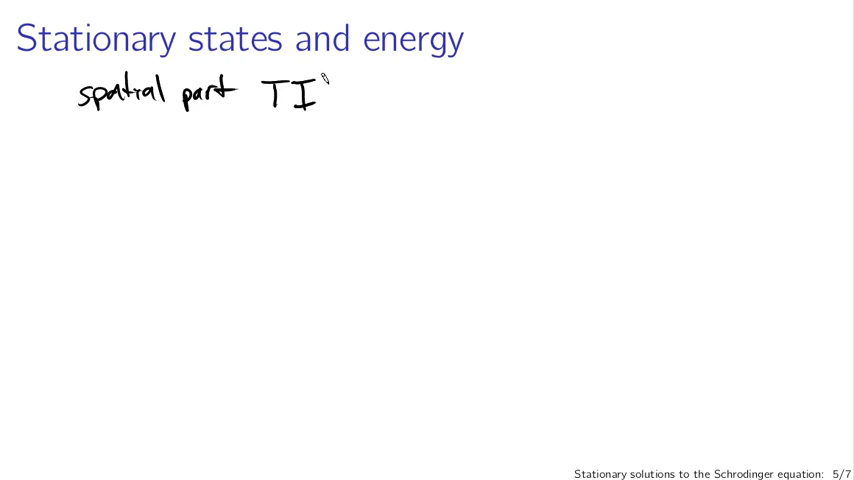 Stationary states and energy
spatial part TI
Stationary solutions to the Schrodinger equation: 5/7